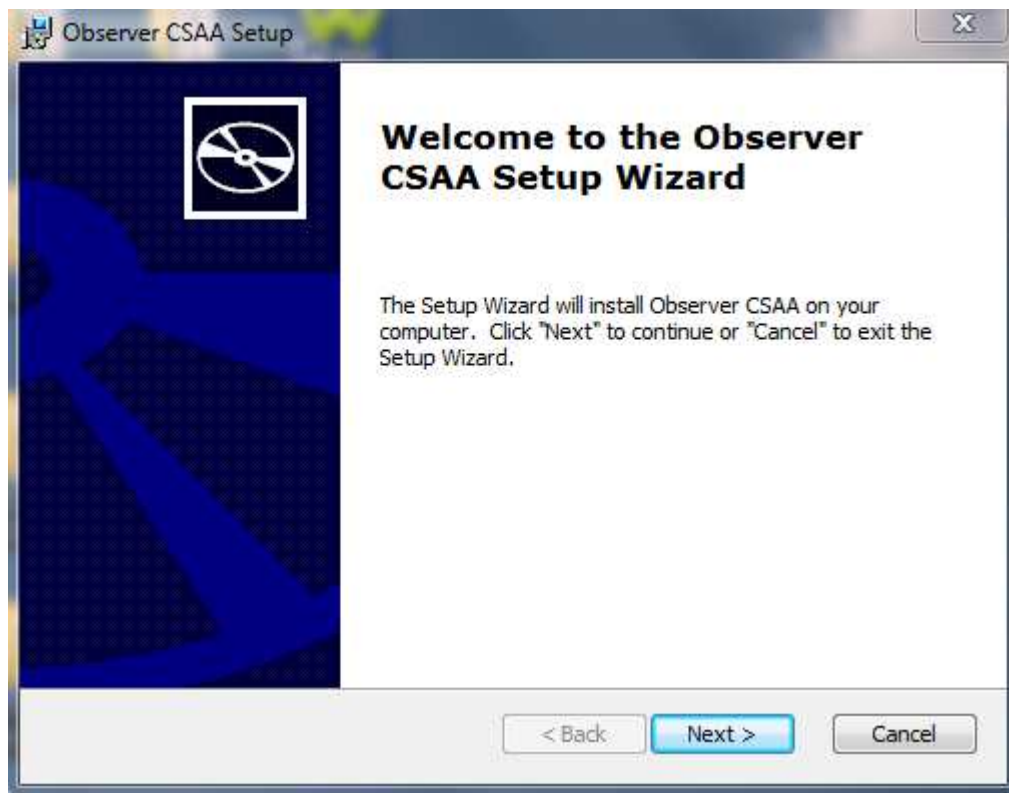 Observer CSAA Setup
Welcome to the Observer
CSAA Setup Wizard
The Setup Wizard will install Observer CSAA on your
computer.  Click "Next" to continue or "Cancel" to exit the
Setup Wizard.
< Back Next > Cancel